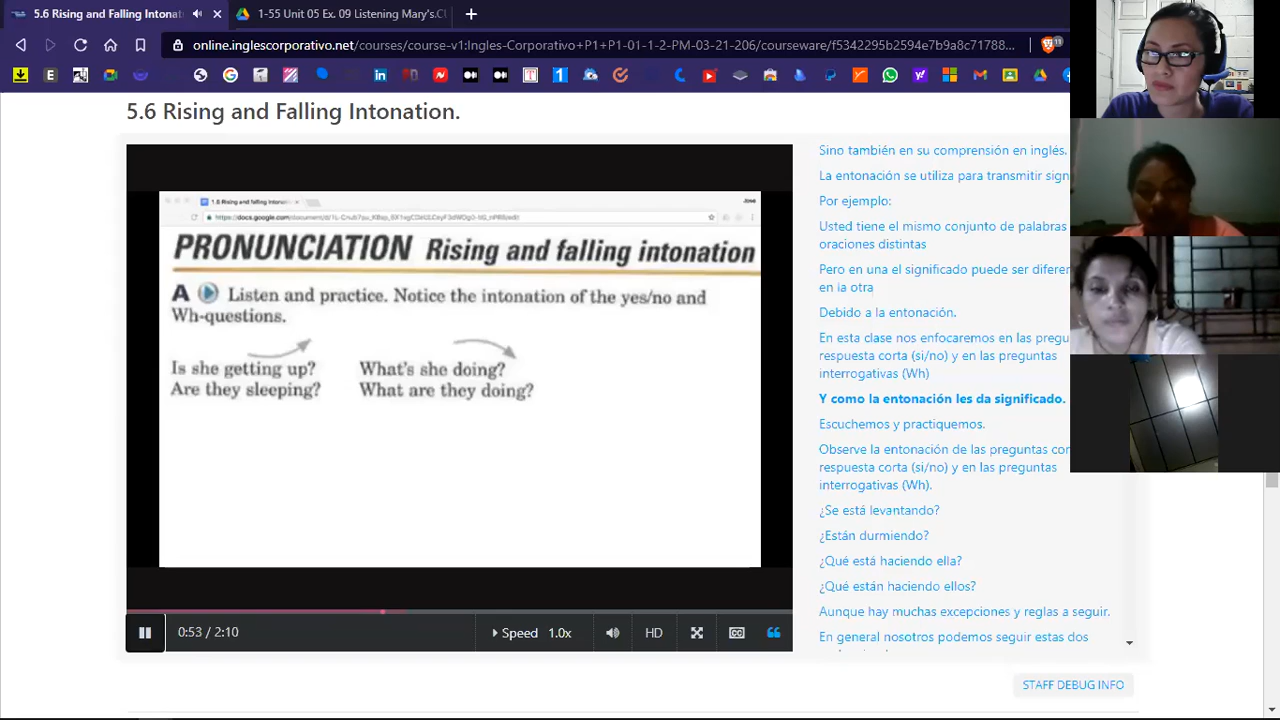 5.6 Rising and Falling Intonat
1-55 Unit 05 Ex. 09 Listening Mary's.C
online.inglescorporativo.net/courses/course-v1:Ingles-Corporativo+P1+P1-01-1-2-PM-03-21-206/courseware/f5342295b2594e7b9a8c71788...
11
5.6 Rising and Falling Intonation.
PRONUNCIATION Rising and falling intonation
A Listen and practice. Notice the intonation of the yes/no and
Wh-questions.
Is she getting up? What's she doing?
Are they sleeping? What are they doing?
0:53 / 2:10
Speed 1.0x
HD
Sino también en su comprensión en inglés.
La entonación se utiliza para transmitir sign
Por ejemplo:
Usted tiene el mismo conjunto de palabras
oraciones distintas
Pero en una el significado puede ser difere
en la otra
Debido a la entonación.
En esta clase nos enfocaremos en las pregu
respuesta corta (si/no) y en las preguntas
interrogativas (Wh)
Y como la entonación les da significado.
Escuchemos y practiquemos.
Observe la entonación de las preguntas co
respuesta corta (si/no) y en las preguntas
interrogativas (Wh).
¿Se está levantando?
¿Están durmiendo?
¿Qué está haciendo ella?
¿Qué están haciendo ellos?
Aunque hay muchas excepciones y reglas a seguir.
En general nosotros podemos seguir estas dos
STAFF DEBUG INFO